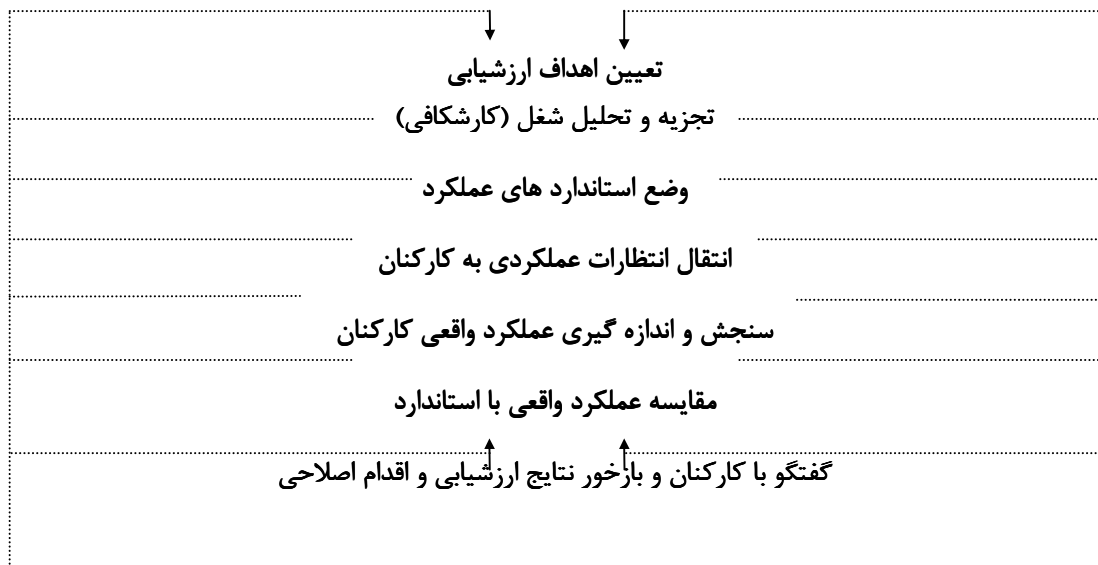 تعیین اهداف ارزشیابی
تجزیه و تحلیل شغل (کارشکافی)
وضع استاندارد های عملکرد
انتقال انتظارات عملکردی به کارکنان
سنجش و اندازه گیری عملکرد واقعی کارکنان
مقایسه عملکرد واقعی با استاندارد
گفتگو با کارکنان و بازخور نتایج ارزشیابی و اقدام اصلاحی